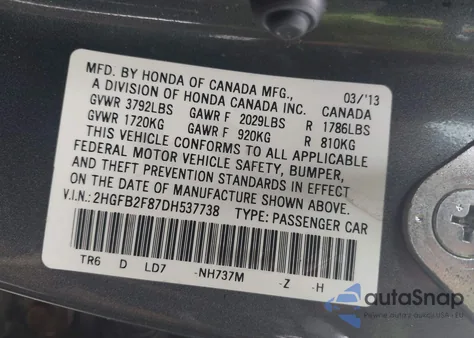 MFD. BY HONDA OF CANADA MFG., 03/'13
A DIVISION OF HONDA CANADA INC. CANADA
GVWR 3792LBS GAWR F 2029LBS R 1786LBS
GVWR 1720KG GAWR F 920KG R 810KG
THIS VEHICLE CONFORMS TO ALL APPLICABLE
FEDERAL MOTOR VEHICLE SAFETY, BUMPER,
AND THEFT PREVENTION STANDARDS IN EFFECT
ON THE DATE OF MANUFACTURE SHOWN ABOVE.
V.I.N.: 2HGFB2F87DH537738 TYPE: PASSENGER CAR
TR6 D LD7 -NH737M -Z -H
autaSnap